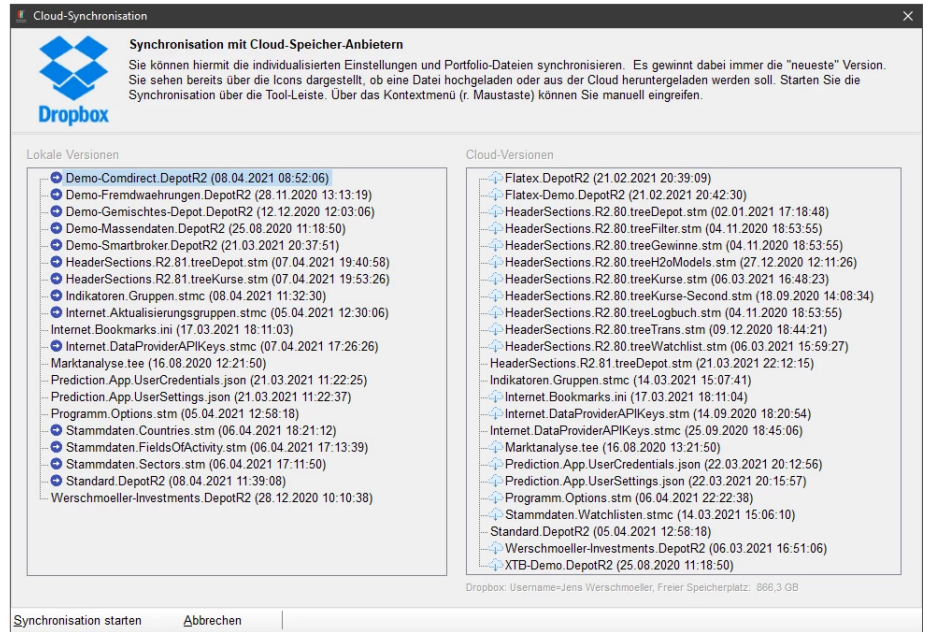 Cloud-Synchronisation
Synchronisation mit Cloud-Speicher-Anbietern
Sie können hiermit die individualisierten Einstellungen und Portfolio-Dateien synchronisieren. Es gewinnt dabei immer die "neueste" Version.
Sie sehen bereits über die Icons dargestellt, ob eine Datei hochgeladen oder aus der Cloud heruntergeladen werden soll. Starten Sie die
Synchronisation über die Tool-Leiste. Über das Kontextmenü (r. Maustaste) können Sie manuell eingreifen.
Dropbox
Lokale Versionen
Demo-Comdirect.DepotR2 (08.04.2021 08:52:06)
Demo-Fremdwaehrungen.DepotR2 (28.11.2020 13:13:19)
Demo-Gemischtes-Depot.DepotR2 (12.12.2020 12:03:06)
Demo-Massendaten.DepotR2 (25.08.2020 11:18:50)
Demo-Smartbroker.DepotR2 (21.03.2021 20:37:51)
HeaderSections.R2.81.treeDepot.stm (07.04.2021 19:40:58)
HeaderSections.R2.81.treeKurse.stm (07.04.2021 19:53:26)
Indikatoren.Gruppen.stmc (08.04.2021 11:32:30)
Internet.Aktualisierungsgruppen.stmc (05.04.2021 12:30:06)
Internet.Bookmarks.ini (17.03.2021 18:11:03)
Internet.DataProviderAPIKeys.stmc (07.04.2021 17:26:26)
Marktanalyse.tee (16.08.2020 12:21:50)
Prediction.App.UserCredentials.json (21.03.2021 11:22:25)
Prediction.App.UserSettings.json (21.03.2021 11:22:37)
Programm.Options.stm (05.04.2021 12:58:18)
Stammdaten.Countries.stm (06.04.2021 18:21:12)
Stammdaten.FieldsOfActivity.stm (06.04.2021 17:13:39)
Stammdaten.Sectors.stm (06.04.2021 17:11:50)
Standard.DepotR2 (08.04.2021 11:39:08)
Werschmoeller-Investments.DepotR2 (28.12.2020 10:10:38)
Cloud-Versionen
Flatex.DepotR2 (21.02.2021 20:39:09)
Flatex-Demo.DepotR2 (21.02.2021 20:42:30)
HeaderSections.R2.80.treeDepot.stm (02.01.2021 17:18:48)
HeaderSections.R2.80.treeFilter.stm (04.11.2020 18:53:55)
HeaderSections.R2.80.treeGewinne.stm (04.11.2020 18:53:55)
HeaderSections.R2.80.treeH2oModels.stm (27.12.2020 12:11:26)
HeaderSections.R2.80.treeKurse.stm (06.03.2021 16:48:23)
HeaderSections.R2.80.treeKurse-Second.stm (18.09.2020 14:08:34)
HeaderSections.R2.80.treeLogbuch.stm (04.11.2020 18:53:55)
HeaderSections.R2.80.treeTrans.stm (09.12.2020 18:44:21)
HeaderSections.R2.80.treeWatchlist.stm (06.03.2021 15:59:27)
HeaderSections.R2.81.treeDepot.stm (21.03.2021 22:12:15)
Indikatoren.Gruppen.stmc (14.03.2021 15:07:41)
Internet.Bookmarks.ini (17.03.2021 18:11:04)
Internet.DataProviderAPIKeys.stm (14.09.2020 18:20:54)
Internet.DataProviderAPIKeys.stmc (25.09.2020 18:45:06)
Marktanalyse.tee (16.08.2020 13:21:50)
Prediction.App.UserCredentials.json (22.03.2021 20:12:56)
Prediction.App.UserSettings.json (22.03.2021 20:15:57)
Programm.Options.stm (06.04.2021 22:22:38)
Stammdaten.Watchlisten.stmc (14.03.2021 15:06:10)
Standard.DepotR2 (05.04.2021 12:58:18)
Werschmoeller-Investments.DepotR2 (06.03.2021 16:51:06)
XTB-Demo.DepotR2 (25.08.2020 11:18:50)
Dropbox: Username=Jens Werschmoeller, Freier Speicherplatz: 866,3 GB
Synchronisation starten
Abbrechen